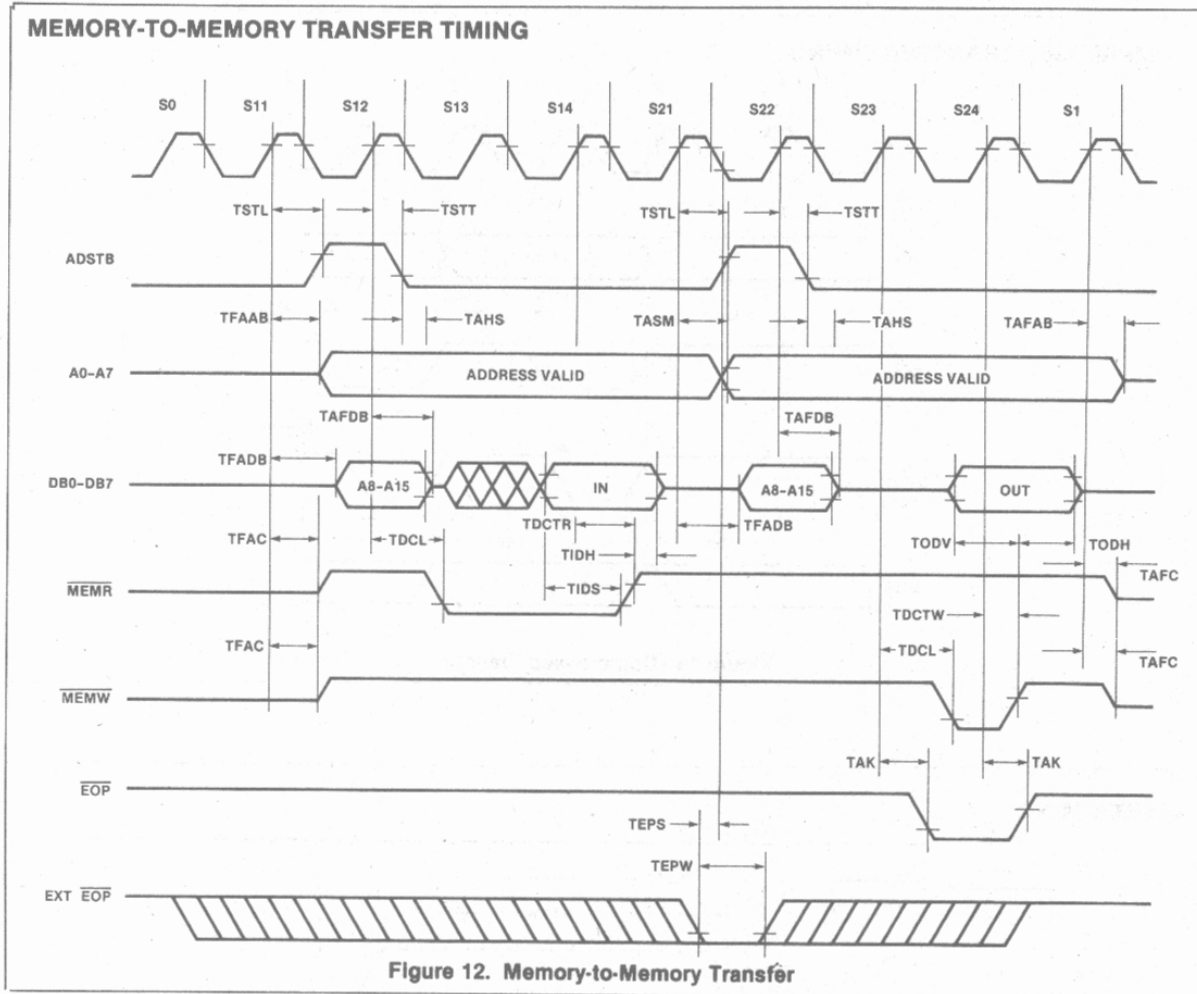 MEMORY-TO-MEMORY TRANSFER TIMING
S0 S11 S12 S13 S14 S21 S22 S23 S24 S1
TSTL TSTT TSTL TSTT
ADSTB
TFAAB TAHS TASM TAHS TAFAB
A0–A7 ADDRESS VALID ADDRESS VALID
TAFDB TAFDB
TFADB
DB0–DB7 A8–A15 IN A8–A15 OUT
TDCTR TFADB
TFAC TDCL TIDH TODV TODH
TAFC
MEMR TIDS
TDCTW
TFAC TDCL TAFC
MEMW
TAK TAK
EOP
TEPS
TEPW
EXT EOP
Figure 12. Memory-to-Memory Transfer